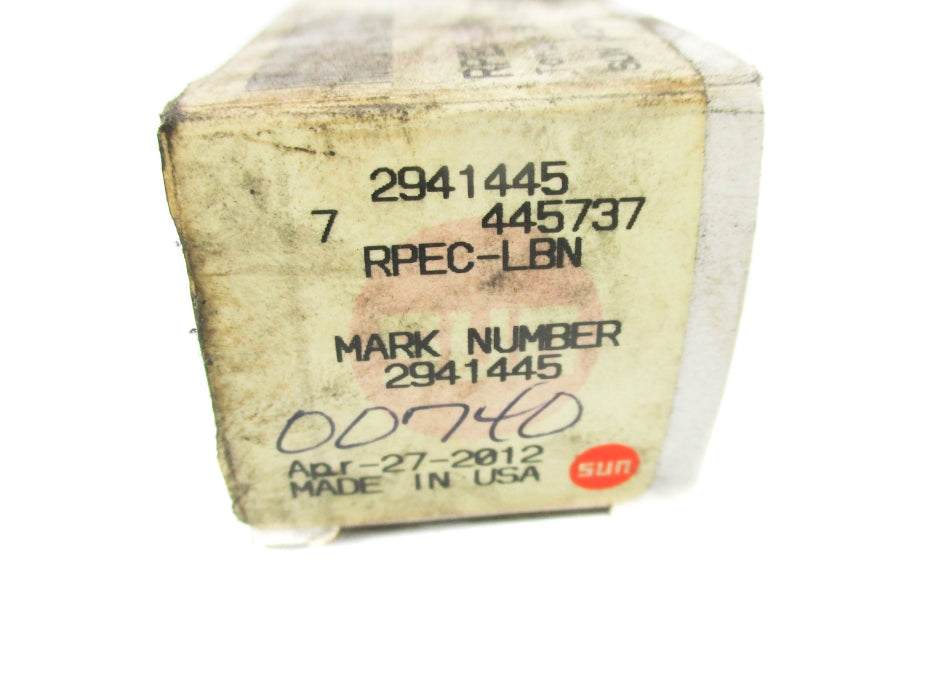 2941445
7 445737
RPEC-LBN
MARK NUMBER
2941445
00740
Apr-27-2012
MADE IN USA
sun